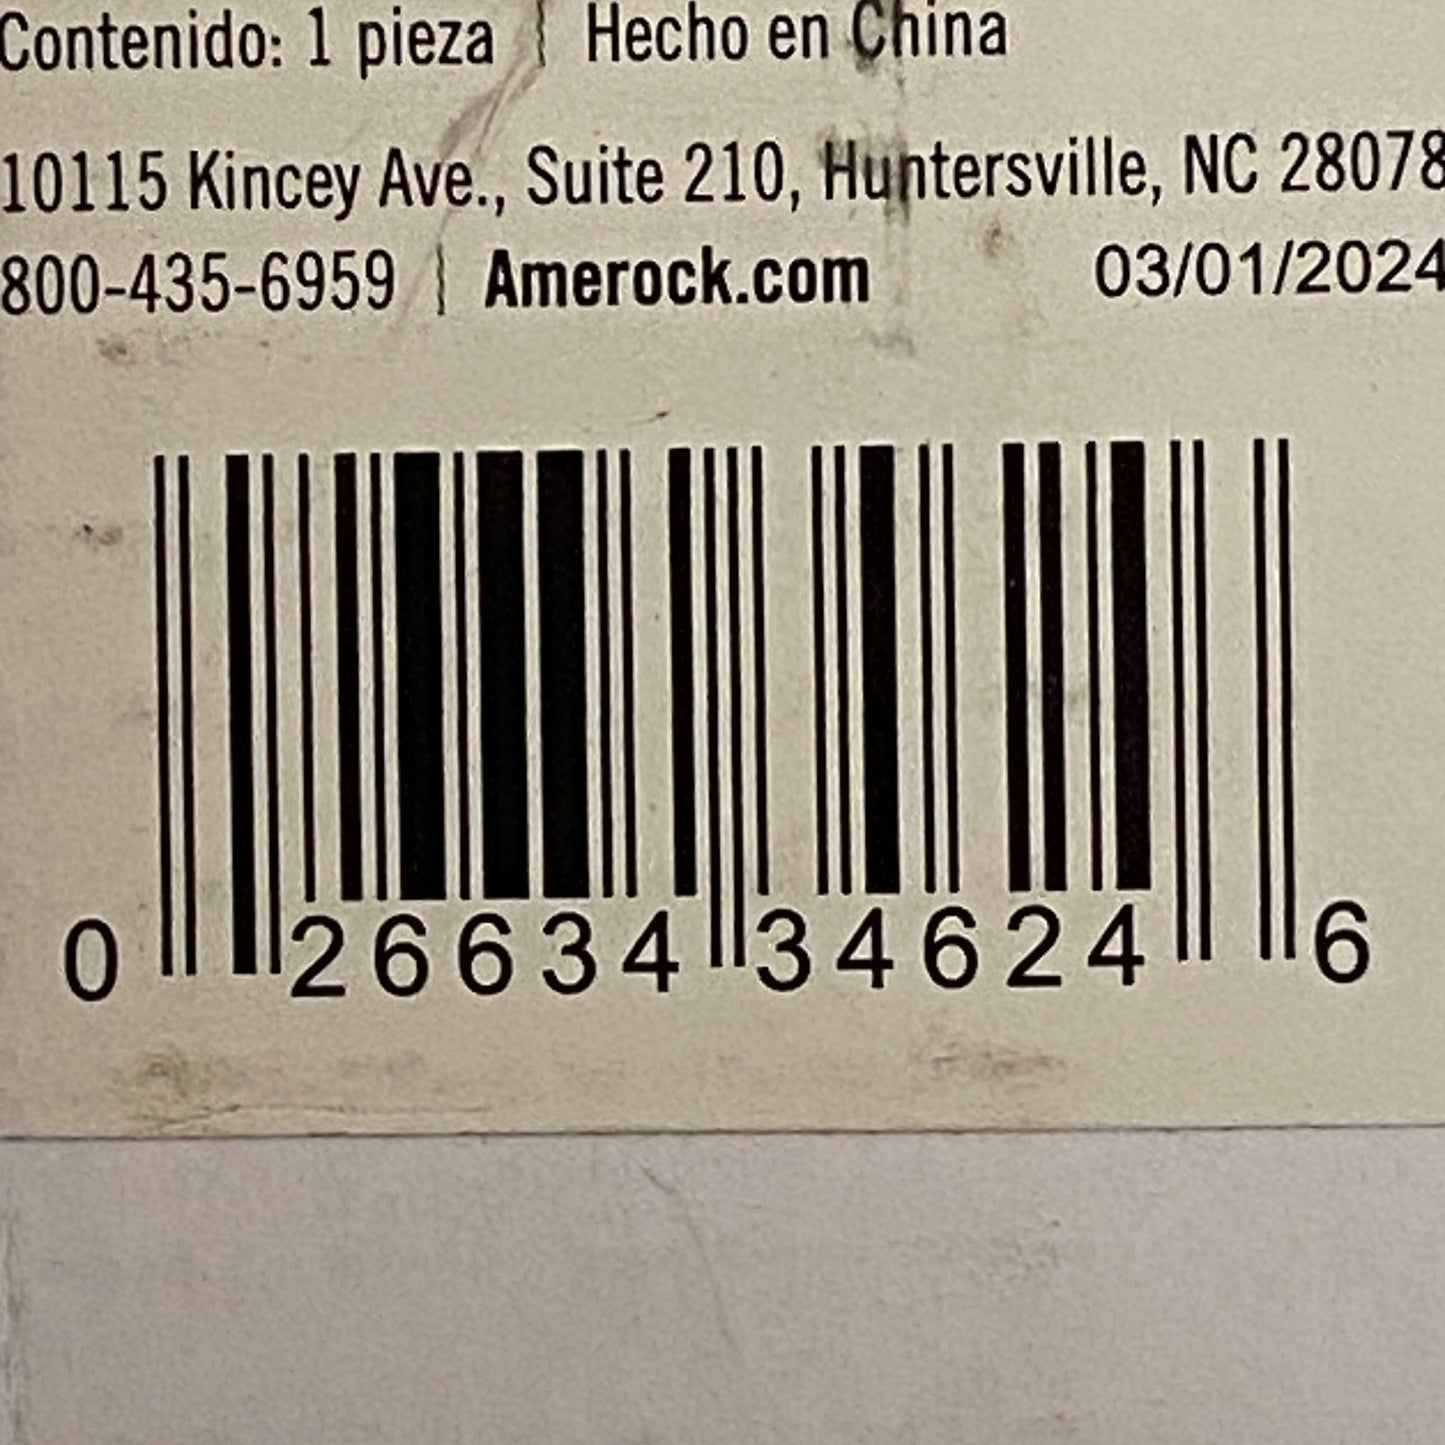 Contenido: 1 pieza | Hecho en China
10115 Kincey Ave., Suite 210, Huntersville, NC 28078
800-435-6959 | Amerock.com 03/01/2024
0 26634 34624 6